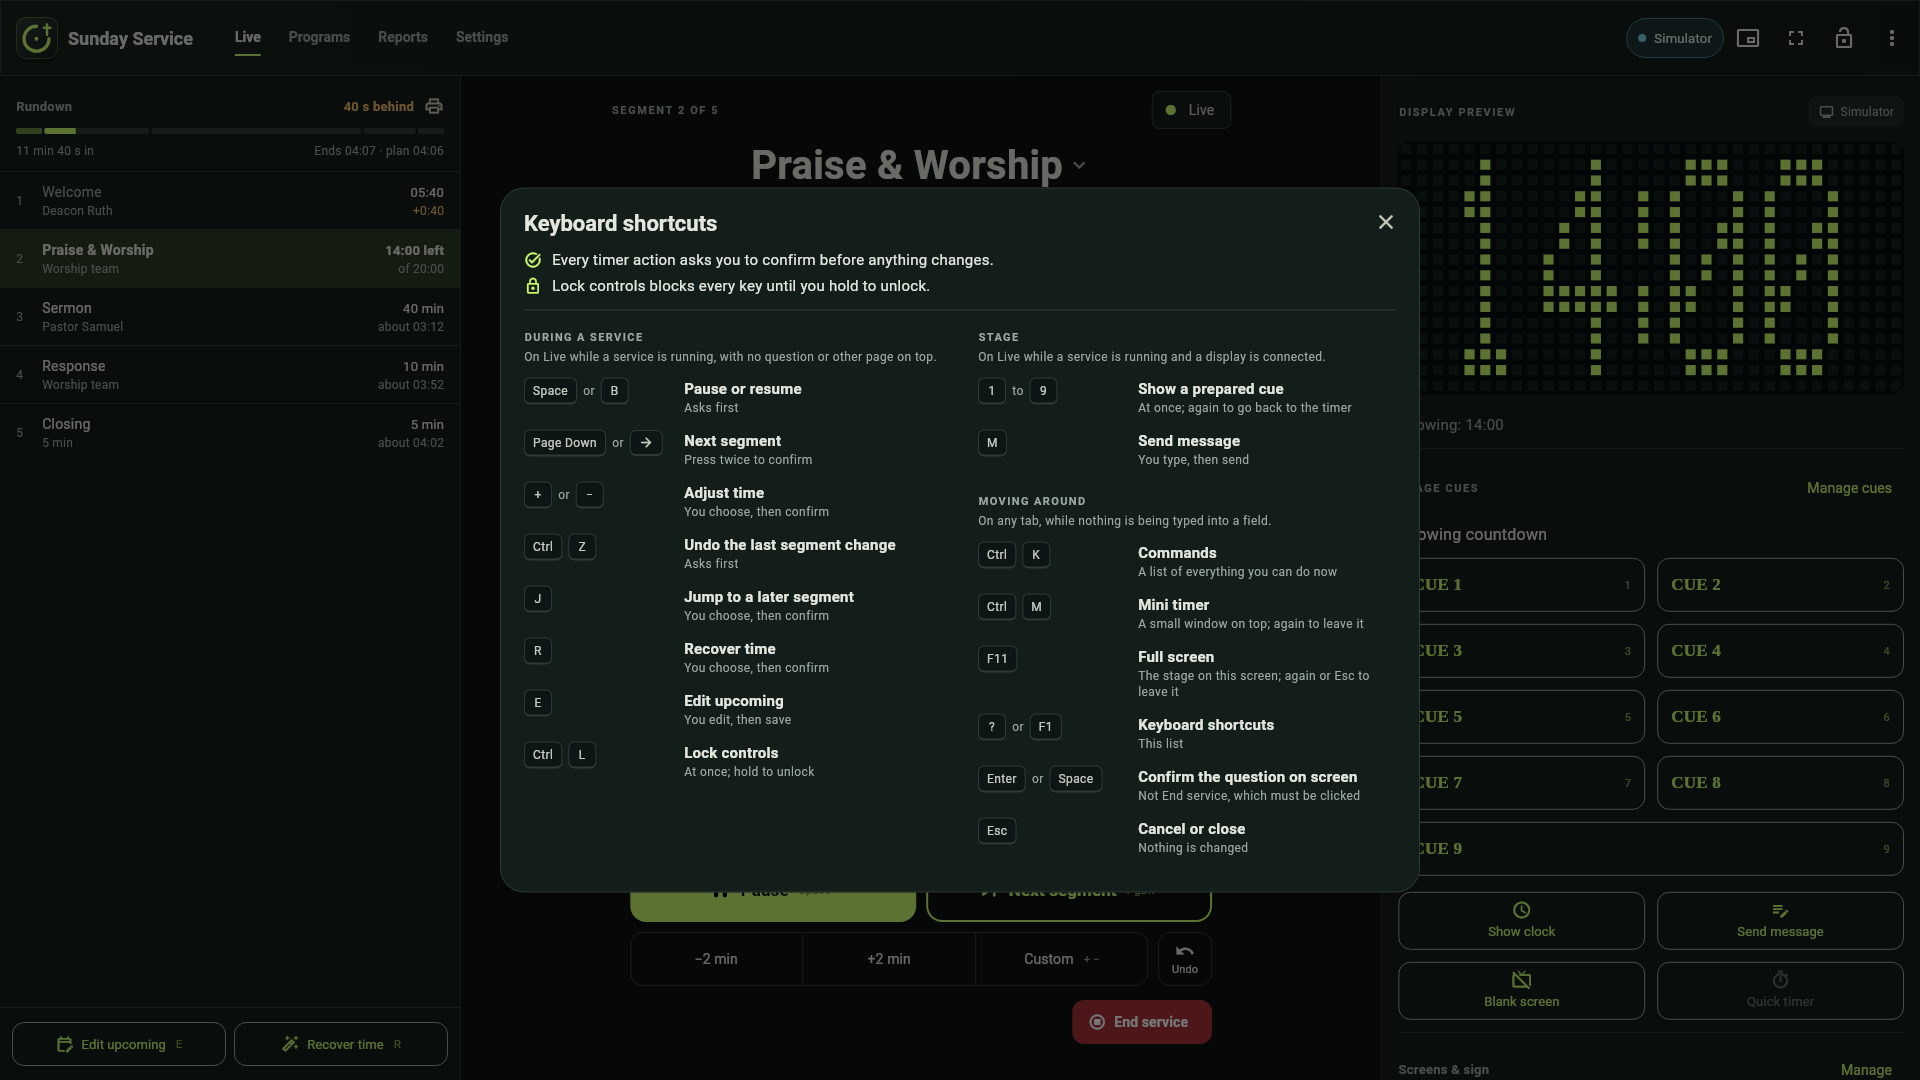 Sunday Service
Live
Programs
Reports
Settings
Simulator
Rundown
40 s behind
11 min 40 s in
Ends 04:07 · plan 04:06
1
Welcome
05:40
Deacon Ruth
+0:40
2
Praise & Worship
14:00 left
Worship team
of 20:00
3
Sermon
40 min
Pastor Samuel
about 03:12
4
Response
10 min
Worship team
about 03:52
5
Closing
5 min
5 min
about 04:02
Edit upcoming E
Recover time R
SEGMENT 2 OF 5
Live
Praise & Worship
Keyboard shortcuts
Every timer action asks you to confirm before anything changes.
Lock controls blocks every key until you hold to unlock.
DURING A SERVICE
On Live while a service is running, with no question or other page on top.
Space or B
Pause or resume
Asks first
Page Down or →
Next segment
Press twice to confirm
+ or −
Adjust time
You choose, then confirm
Ctrl Z
Undo the last segment change
Asks first
J
Jump to a later segment
You choose, then confirm
R
Recover time
You choose, then confirm
E
Edit upcoming
You edit, then save
Ctrl L
Lock controls
At once; hold to unlock
STAGE
On Live while a service is running and a display is connected.
1 to 9
Show a prepared cue
At once; again to go back to the timer
M
Send message
You type, then send
MOVING AROUND
On any tab, while nothing is being typed into a field.
Ctrl K
Commands
A list of everything you can do now
Ctrl M
Mini timer
A small window on top; again to leave it
F11
Full screen
The stage on this screen; again or Esc to
leave it
? or F1
Keyboard shortcuts
This list
Enter or Space
Confirm the question on screen
Not End service, which must be clicked
Esc
Cancel or close
Nothing is changed
Pause
Next segment
−2 min
+2 min
Custom + −
Undo
End service
DISPLAY PREVIEW
Simulator
14:00
owing: 14:00
AGE CUES
Manage cues
owing countdown
CUE 1 1
CUE 2 2
CUE 3 3
CUE 4 4
CUE 5 5
CUE 6 6
CUE 7 7
CUE 8 8
CUE 9 9
Show clock
Send message
Blank screen
Quick timer
Screens & sign
Manage